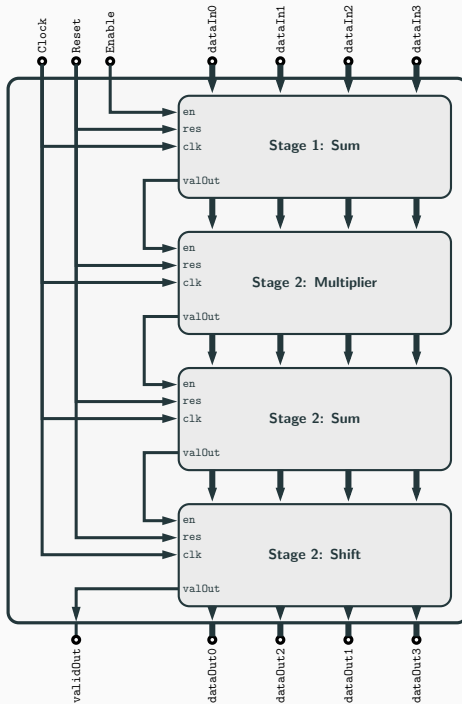 Clock
Reset
Enable
dataIn0
dataIn1
dataIn2
dataIn3
en
res
clk
valOut
Stage 1: Sum
en
res
clk
valOut
Stage 2: Multiplier
en
res
clk
valOut
Stage 2: Sum
en
res
clk
valOut
Stage 2: Shift
validOut
dataOut0
dataOut2
dataOut1
dataOut3